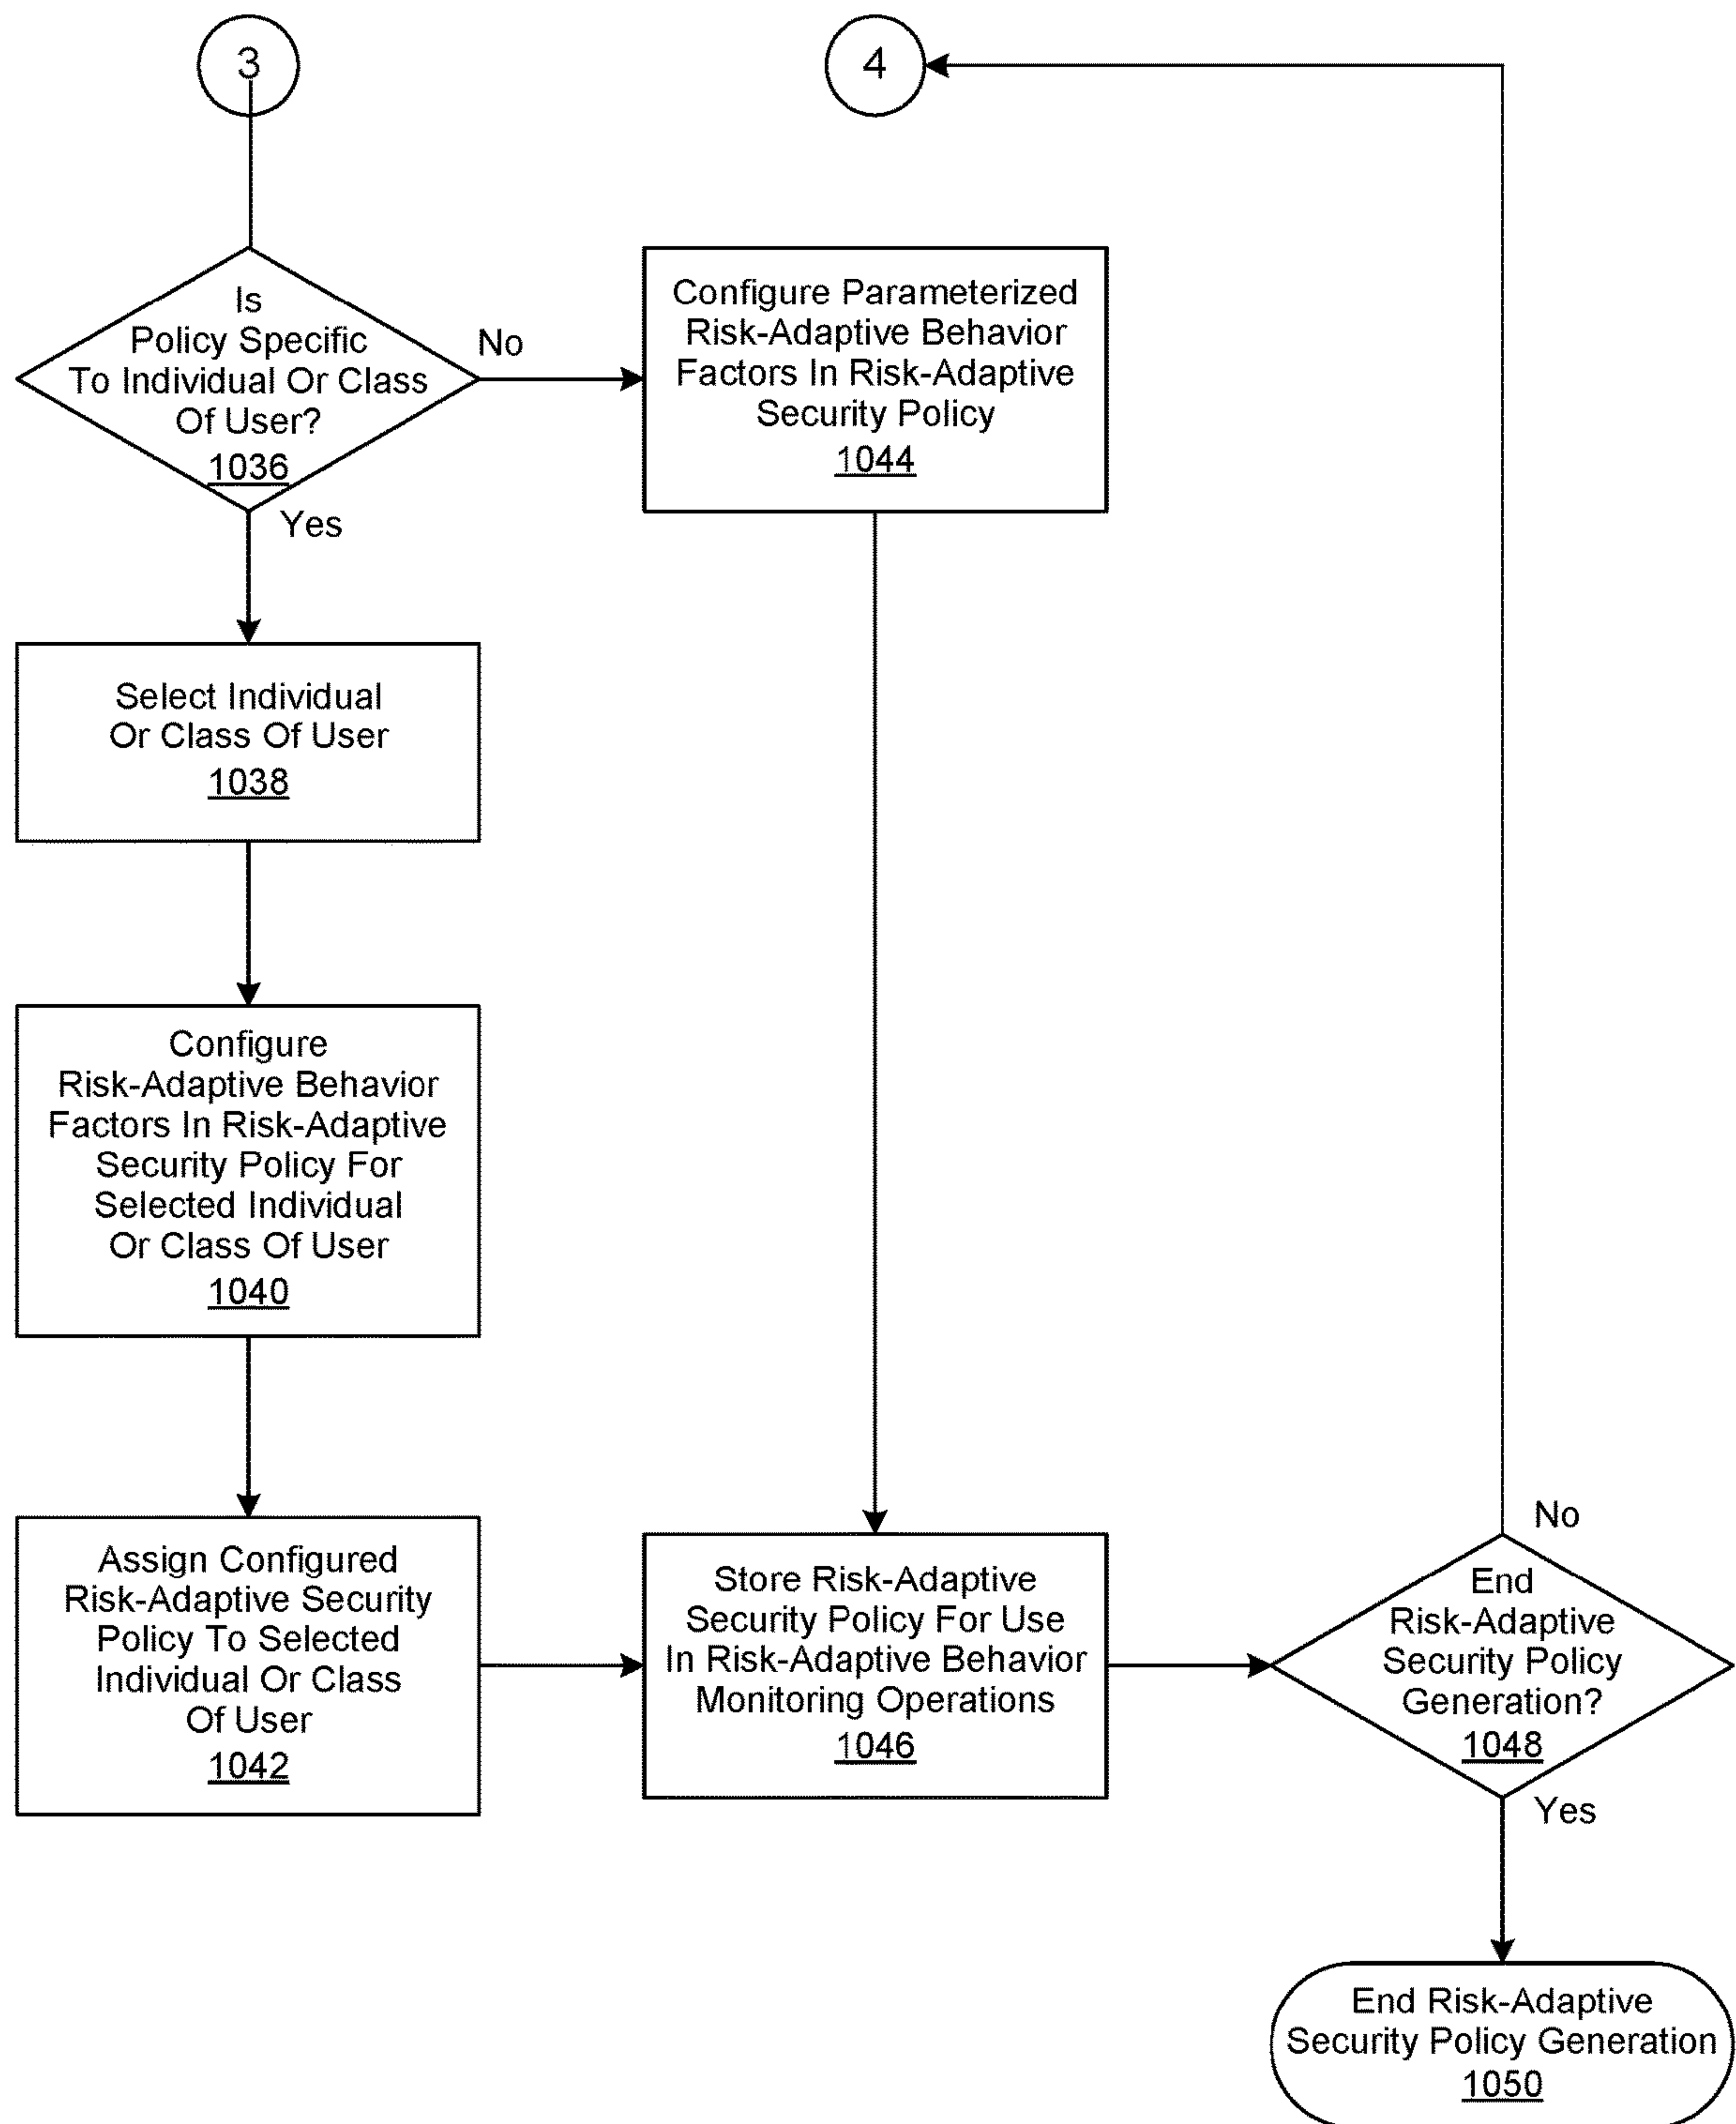 3
4
Is
Policy Specific
To Individual Or Class
Of User?
1036
No
Yes
Configure Parameterized
Risk-Adaptive Behavior
Factors In Risk-Adaptive
Security Policy
1044
Select Individual
Or Class Of User
1038
Configure
Risk-Adaptive Behavior
Factors In Risk-Adaptive
Security Policy For
Selected Individual
Or Class Of User
1040
Assign Configured
Risk-Adaptive Security
Policy To Selected
Individual Or Class
Of User
1042
Store Risk-Adaptive
Security Policy For Use
In Risk-Adaptive Behavior
Monitoring Operations
1046
No
End
Risk-Adaptive
Security Policy
Generation?
1048
Yes
End Risk-Adaptive
Security Policy Generation
1050